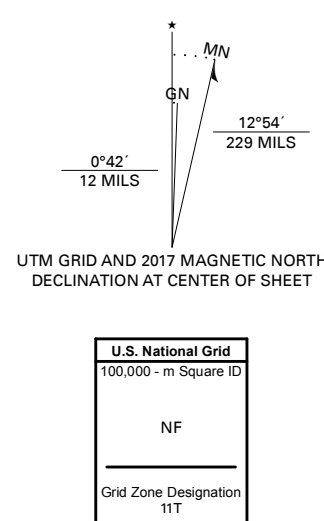 MN
GN
12°54´
229 MILS
0°42´
12 MILS
UTM GRID AND 2017 MAGNETIC NORTH
DECLINATION AT CENTER OF SHEET
U.S. National Grid
100,000 - m Square ID
NF
Grid Zone Designation
11T